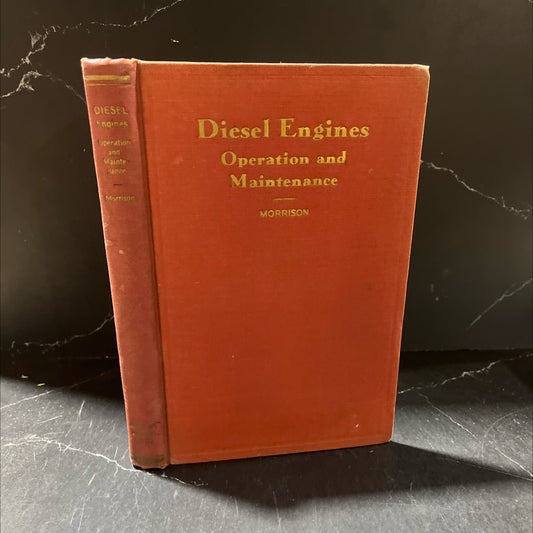 DIESEL
Engines
Operation
and
Mainte-
nance
Morrison
Diesel Engines
Operation and
Maintenance
MORRISON